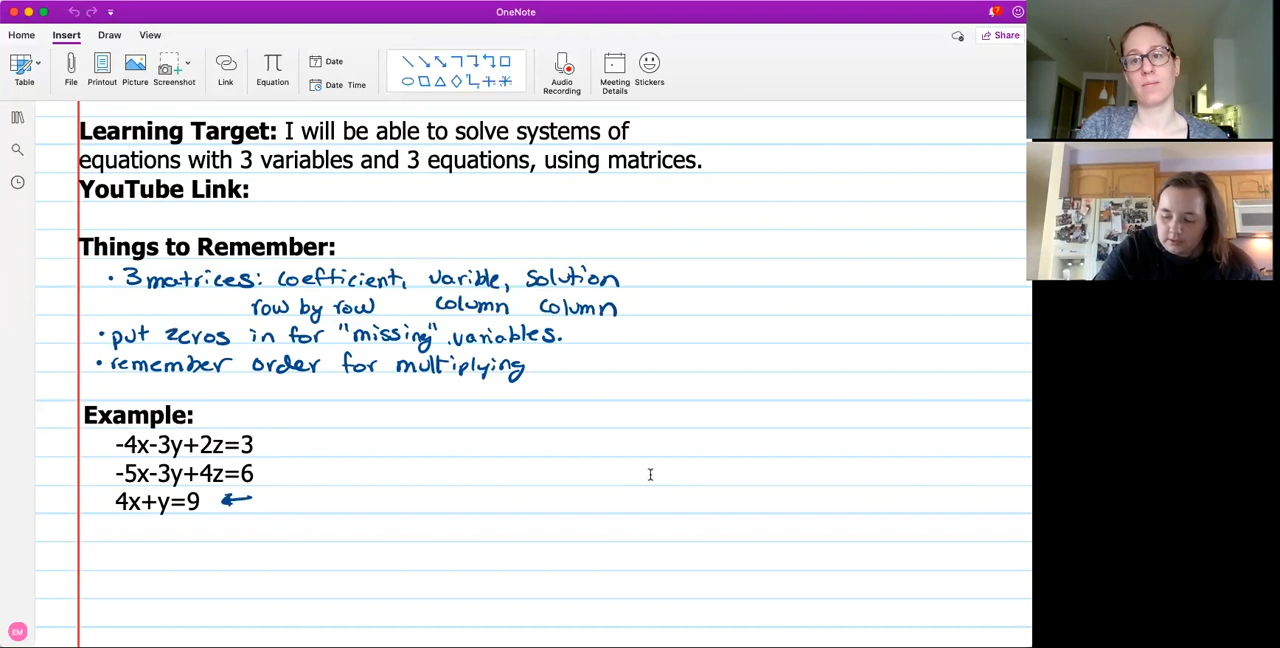 OneNote
7
Home Insert Draw View
Share
Table File Printout Picture Screenshot Link Equation Date Date Time Audio Recording Meeting Details Stickers
Learning Target: I will be able to solve systems of
equations with 3 variables and 3 equations, using matrices.
YouTube Link:
Things to Remember:
• 3 matrices: coefficient, varible, solution
row by row column column
• put zeros in for "missing" variables.
• remember order for multiplying
Example:
-4x-3y+2z=3
-5x-3y+4z=6
4x+y=9 ←
EM